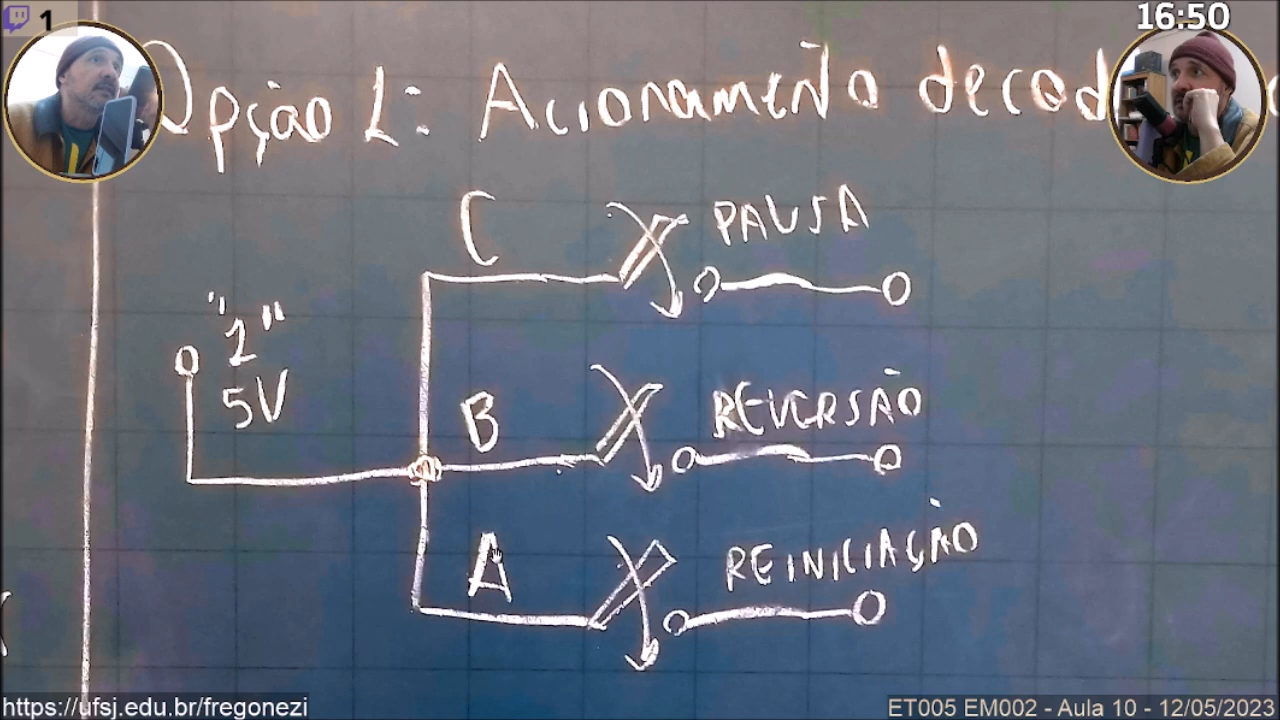 1
16:50
Opção 1: Acionamento decod
C
PAUSA
"1"
5V
B
REVERSÃO
A
REINICIAÇÃO
https://ufsj.edu.br/fregonezi
ET005 EM002 - Aula 10 - 12/05/2023